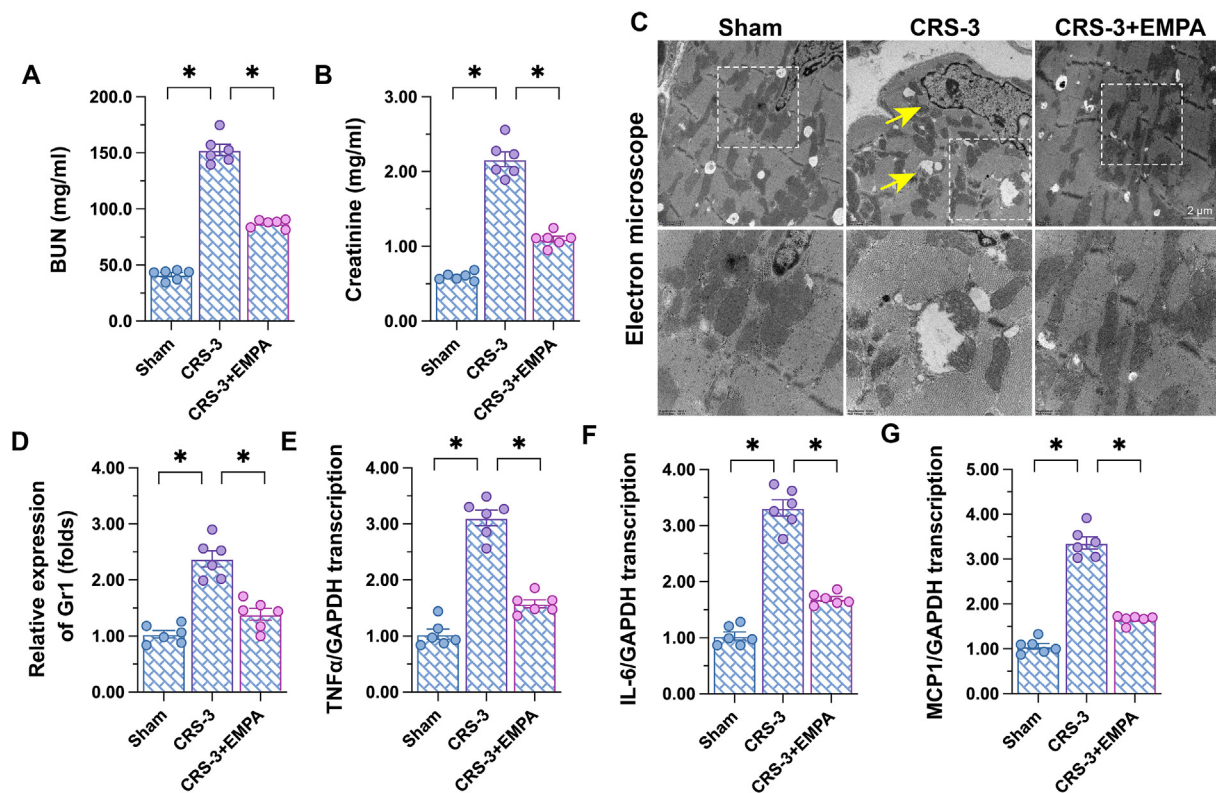 A
BUN (mg/ml)
200.0
150.0
100.0
50.0
0.0
*
*
Sham
CRS-3
CRS-3+EMPA
B
Creatinine (mg/ml)
3.00
2.00
1.00
0.00
*
*
Sham
CRS-3
CRS-3+EMPA
C
Sham
CRS-3
CRS-3+EMPA
Electron microscope
2 μm
D
Relative expression
of Gr1 (folds)
4.00
3.00
2.00
1.00
0.00
*
*
Sham
CRS-3
CRS-3+EMPA
E
TNFα/GAPDH transcription
4.00
3.00
2.00
1.00
0.00
*
*
Sham
CRS-3
CRS-3+EMPA
F
IL-6/GAPDH transcription
4.00
3.00
2.00
1.00
0.00
*
*
Sham
CRS-3
CRS-3+EMPA
G
MCP1/GAPDH transcription
5.00
4.00
3.00
2.00
1.00
0.00
*
*
Sham
CRS-3
CRS-3+EMPA